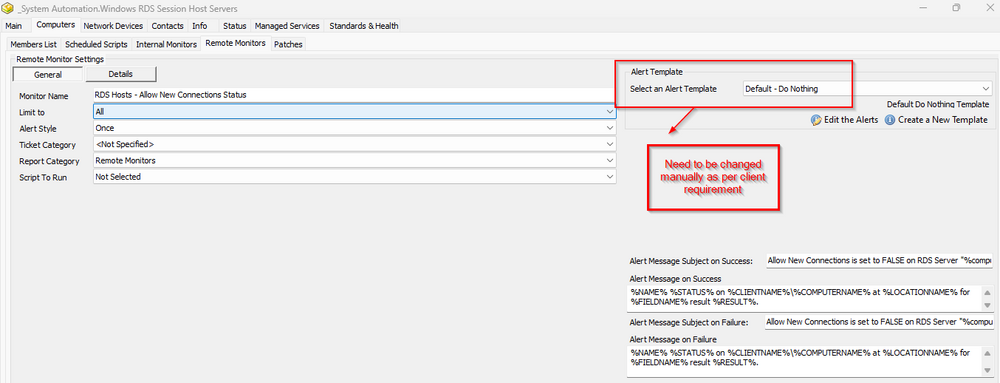 _System Automation.Windows RDS Session Host Servers
Main Computers Network Devices Contacts Info Status Managed Services Standards & Health
Members List Scheduled Scripts Internal Monitors Remote Monitors Patches
Remote Monitor Settings
General Details
Monitor Name RDS Hosts - Allow New Connections Status
Limit to All
Alert Style Once
Ticket Category <Not Specified>
Report Category Remote Monitors
Script To Run Not Selected
Alert Template
Select an Alert Template Default - Do Nothing
Default Do Nothing Template
Edit the Alerts Create a New Template
Need to be changed
manually as per client
requirement
Alert Message Subject on Success: Allow New Connections is set to FALSE on RDS Server "%compu
Alert Message on Success
%NAME% %STATUS% on %CLIENTNAME%\%COMPUTERNAME% at %LOCATIONNAME% for
%FIELDNAME% result %RESULT%.
Alert Message Subject on Failure: Allow New Connections is set to FALSE on RDS Server "%comput
Alert Message on Failure
%NAME% %STATUS% on %CLIENTNAME%\%COMPUTERNAME% at %LOCATIONNAME% for
%FIELDNAME% result %RESULT%.